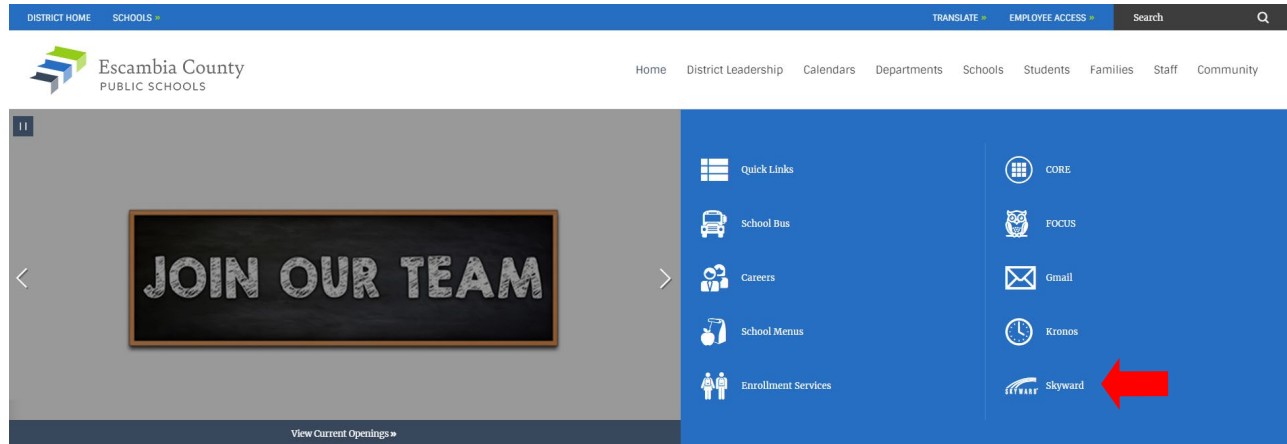 DISTRICT HOME SCHOOLS »
TRANSLATE » EMPLOYEE ACCESS » Search
Escambia County
PUBLIC SCHOOLS
Home District Leadership Calendars Departments Schools Students Families Staff Community
JOIN OUR TEAM
View Current Openings »
Quick Links
School Bus
Careers
School Menus
Enrollment Services
CORE
FOCUS
Gmail
Kronos
SKYWARD Skyward